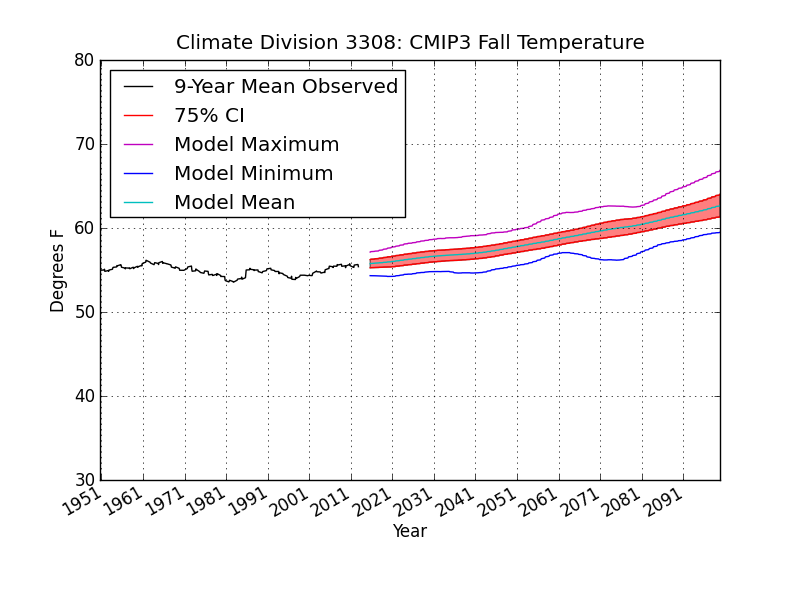 Climate Division 3308: CMIP3 Fall Temperature
9-Year Mean Observed
75% CI
Model Maximum
Model Minimum
Model Mean
80
70
60
50
40
30
Degrees F
1951
1961
1971
1981
1991
2001
2011
2021
2031
2041
2051
2061
2071
2081
2091
Year